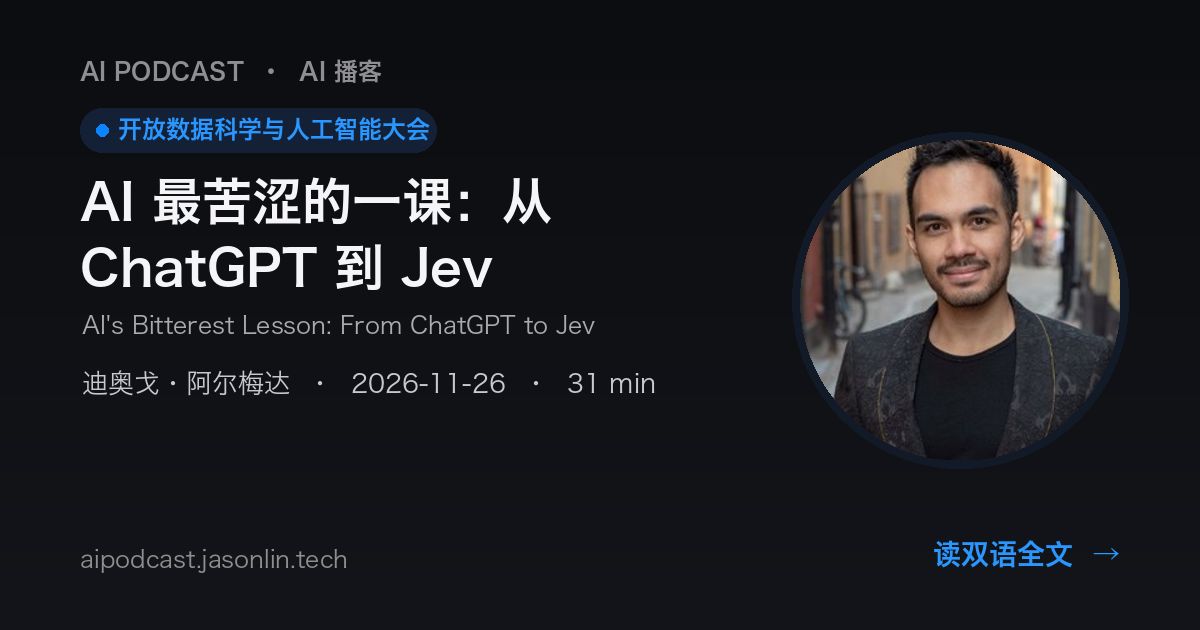 AI PODCAST · AI 播客
开放数据科学与人工智能大会
AI 最苦涩的一课：从
ChatGPT 到 Jev
AI's Bitterest Lesson: From ChatGPT to Jev
迪奥戈·阿尔梅达 · 2026-11-26 · 31 min
aipodcast.jasonlin.tech
读双语全文 →